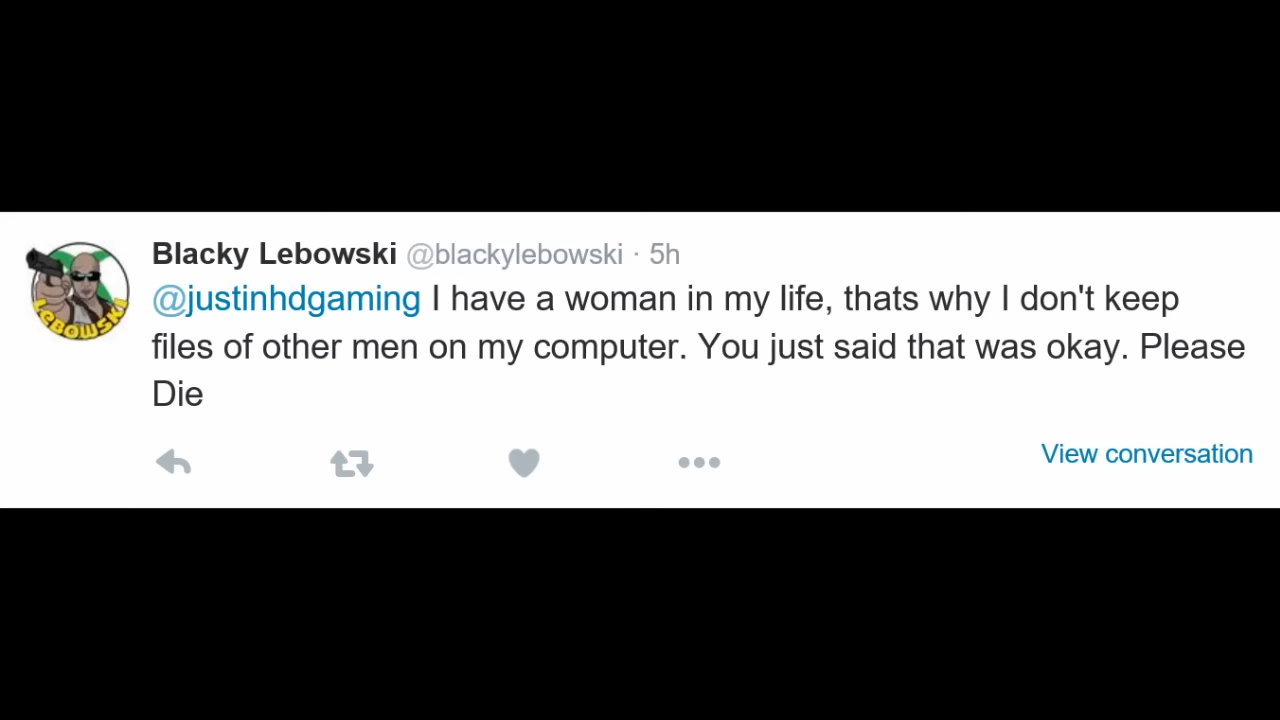 Blacky Lebowski @blackylebowski · 5h
@justinhdgaming I have a woman in my life, thats why I don't keep
files of other men on my computer. You just said that was okay. Please
Die
View conversation
LEBOWSKI